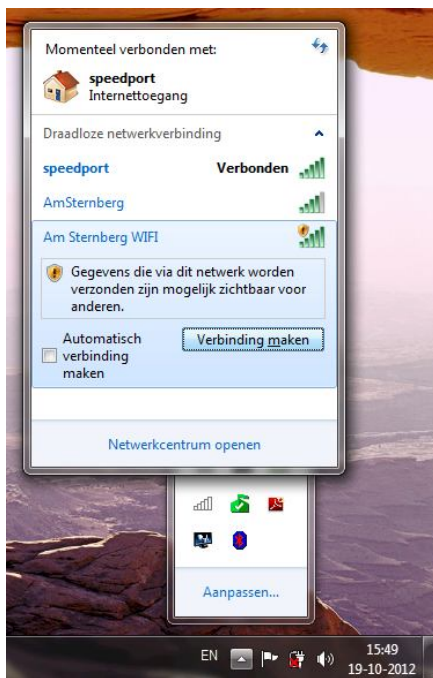 Momenteel verbonden met:
speedport
Internettoegang
Draadloze netwerkverbinding
speedport Verbonden
AmSternberg
Am Sternberg WIFI
Gegevens die via dit netwerk worden
verzonden zijn mogelijk zichtbaar voor
anderen.
Automatisch
verbinding
maken
Verbinding maken
Netwerkcentrum openen
Aanpassen...
EN
15:49
19-10-2012